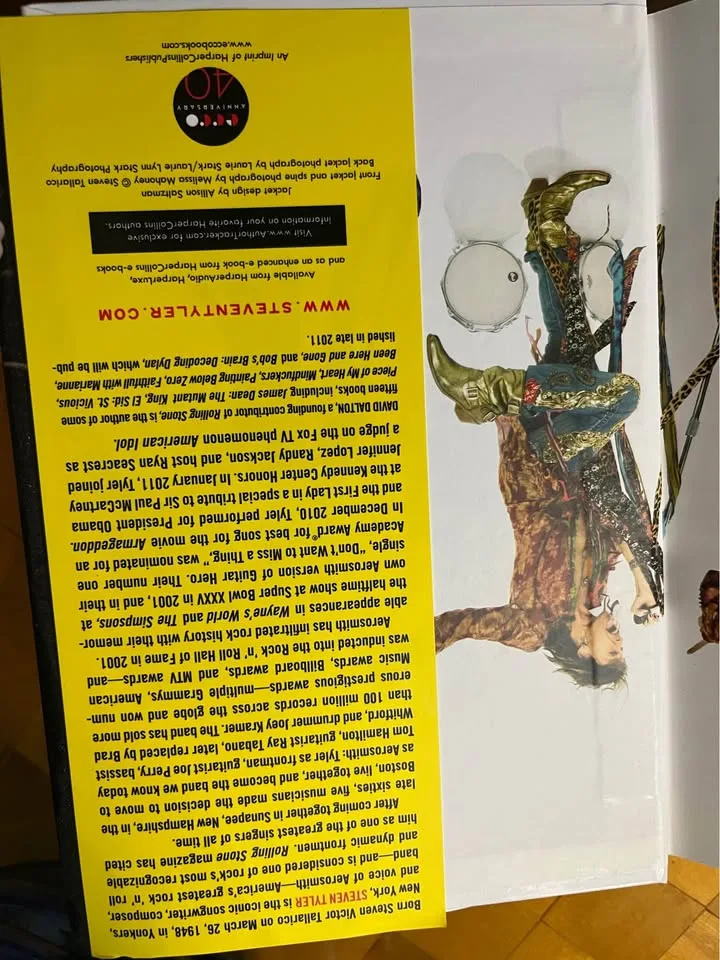 Born Steven Victor Tallarico on March 26, 1948, in Yonkers,
New York, STEVEN TYLER is the iconic songwriter, composer,
and voice of Aerosmith—America's greatest rock 'n' roll
band—and is considered one of rock's most recognizable
and dynamic frontmen. Rolling Stone magazine has cited
him as one of the greatest singers of all time.
After coming together in Sunapee, New Hampshire, in the
late sixties, five musicians made the decision to move to
Boston, live together, and become the band we know today
as Aerosmith: Tyler as frontman, guitarist Joe Perry, bassist
Tom Hamilton, guitarist Ray Tabano, later replaced by Brad
Whitford, and drummer Joey Kramer. The band has sold more
than 100 million records across the globe and won num-
erous prestigious awards—multiple Grammys, American
Music awards, Billboard awards, and MTV awards—and
was inducted into the Rock 'n' Roll Hall of Fame in 2001.
Aerosmith has infiltrated rock history with their memor-
able appearances in Wayne's World and The Simpsons, at
the halftime show at Super Bowl XXXV in 2001, and in their
own Aerosmith version of Guitar Hero. Their number one
single, "Don't Want to Miss a Thing," was nominated for an
Academy Award® for best song for the movie Armageddon.
In December 2010, Tyler performed for President Obama
and the First Lady in a special tribute to Sir Paul McCartney
at the Kennedy Center Honors. In January 2011, Tyler joined
Jennifer Lopez, Randy Jackson, and host Ryan Seacrest as
a judge on the Fox TV phenomenon American Idol.
DAVID DALTON, a founding contributor of Rolling Stone, is the author of some
fifteen books, including James Dean: The Mutant King, El Sid: St. Vicious,
Piece of My Heart, Mindfuckers, Painting Below Zero, Faithfull with Marianne,
Been Here and Gone, and Bob's Brain: Decoding Dylan, which will be pub-
lished in late 2011.
WWW.STEVENTYLER.COM
Available from HarperAudio, HarperLuxe,
and as an enhanced e-book from HarperCollins e-books
Visit www.AuthorTracker.com for exclusive
information on your favorite HarperCollins authors.
Jacket design by Allison Saltzman
Front jacket and spine photograph by Melissa Mahoney © Steven Tallarico
Back jacket photograph by Laurie Stark/Laurie Lynn Stark Photography
ecco
ANNIVERSARY
40
An Imprint of HarperCollinsPublishers
www.eccobooks.com